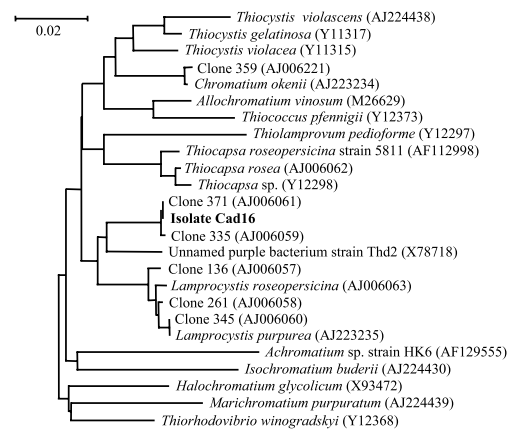 0.02
Thiocystis violascens (AJ224438)
Thiocystis gelatinosa (Y11317)
Thiocystis violacea (Y11315)
Clone 359 (AJ006221)
Chromatium okenii (AJ223234)
Allochromatium vinosum (M26629)
Thiococcus pfennigii (Y12373)
Thiolamprovum pedioforme (Y12297)
Thiocapsa roseopersicina strain 5811 (AF112998)
Thiocapsa rosea (AJ006062)
Thiocapsa sp. (Y12298)
Clone 371 (AJ006061)
Isolate Cad16
Clone 335 (AJ006059)
Unnamed purple bacterium strain Thd2 (X78718)
Clone 136 (AJ006057)
Lamprocystis roseopersicina (AJ006063)
Clone 261 (AJ006058)
Clone 345 (AJ006060)
Lamprocystis purpurea (AJ223235)
Achromatium sp. strain HK6 (AF129555)
Isochromatium buderii (AJ224430)
Halochromatium glycolicum (X93472)
Marichromatium purpuratum (AJ224439)
Thiorhodovibrio winogradskyi (Y12368)